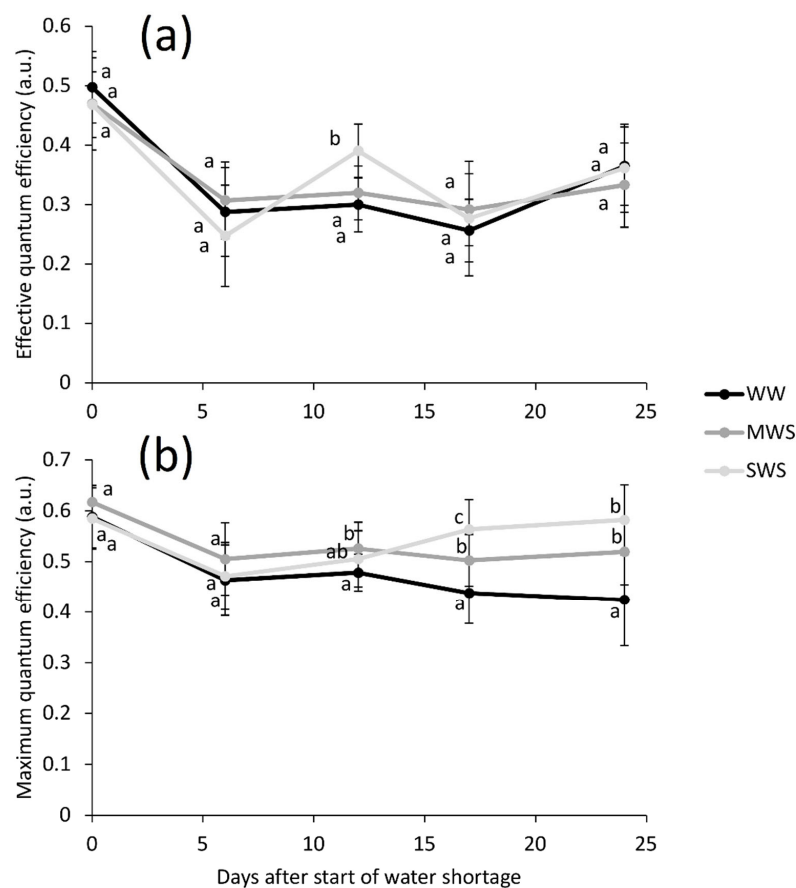 (a)
Effective quantum efficiency (a.u.)
0.6
0.5
0.4
0.3
0.2
0.1
0
a
a
a
a
a
a
b
a
a
a
a
a
a
a
a
0
5
10
15
20
25
WW
MWS
SWS
(b)
Maximum quantum efficiency (a.u.)
0.7
0.6
0.5
0.4
0.3
0.2
0.1
0
a
a
a
a
a
a
b
ab
a
c
b
a
b
b
a
0
5
10
15
20
25
Days after start of water shortage